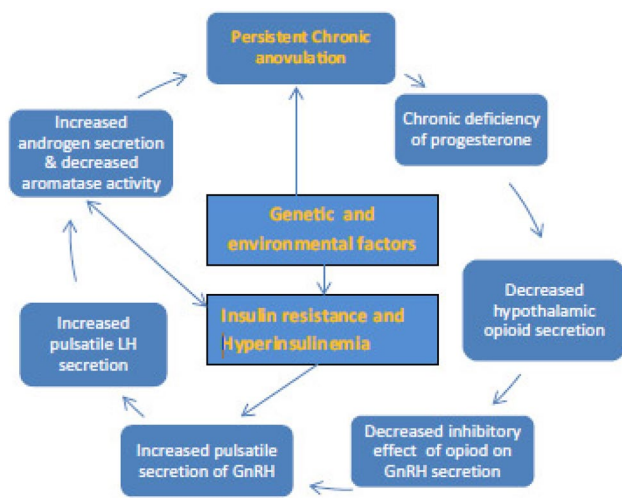 Persistent Chronic
anovulation
Chronic deficiency
of progesterone
Decreased
hypothalamic
opioid secretion
Decreased inhibitory
effect of opiod on
GnRH secretion
Increased pulsatile
secretion of GnRH
Increased
pulsatile LH
secretion
Increased
androgen secretion
& decreased
aromatase activity
Genetic and
environmental factors
Insulin resistance and
Hyperinsulinemia